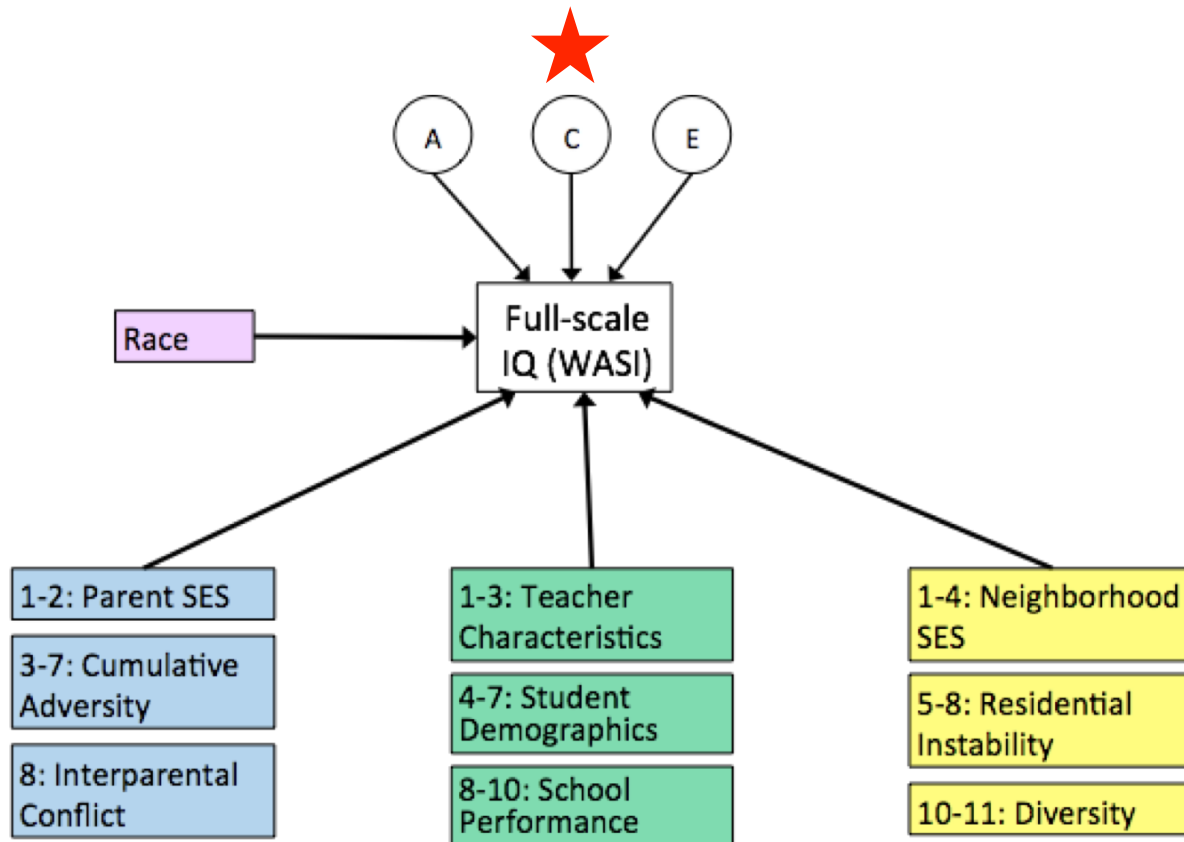 A
C
E
Full-scale
IQ (WASI)
Race
1-2: Parent SES
3-7: Cumulative
Adversity
8: Interparental
Conflict
1-3: Teacher
Characteristics
4-7: Student
Demographics
8-10: School
Performance
1-4: Neighborhood
SES
5-8: Residential
Instability
10-11: Diversity